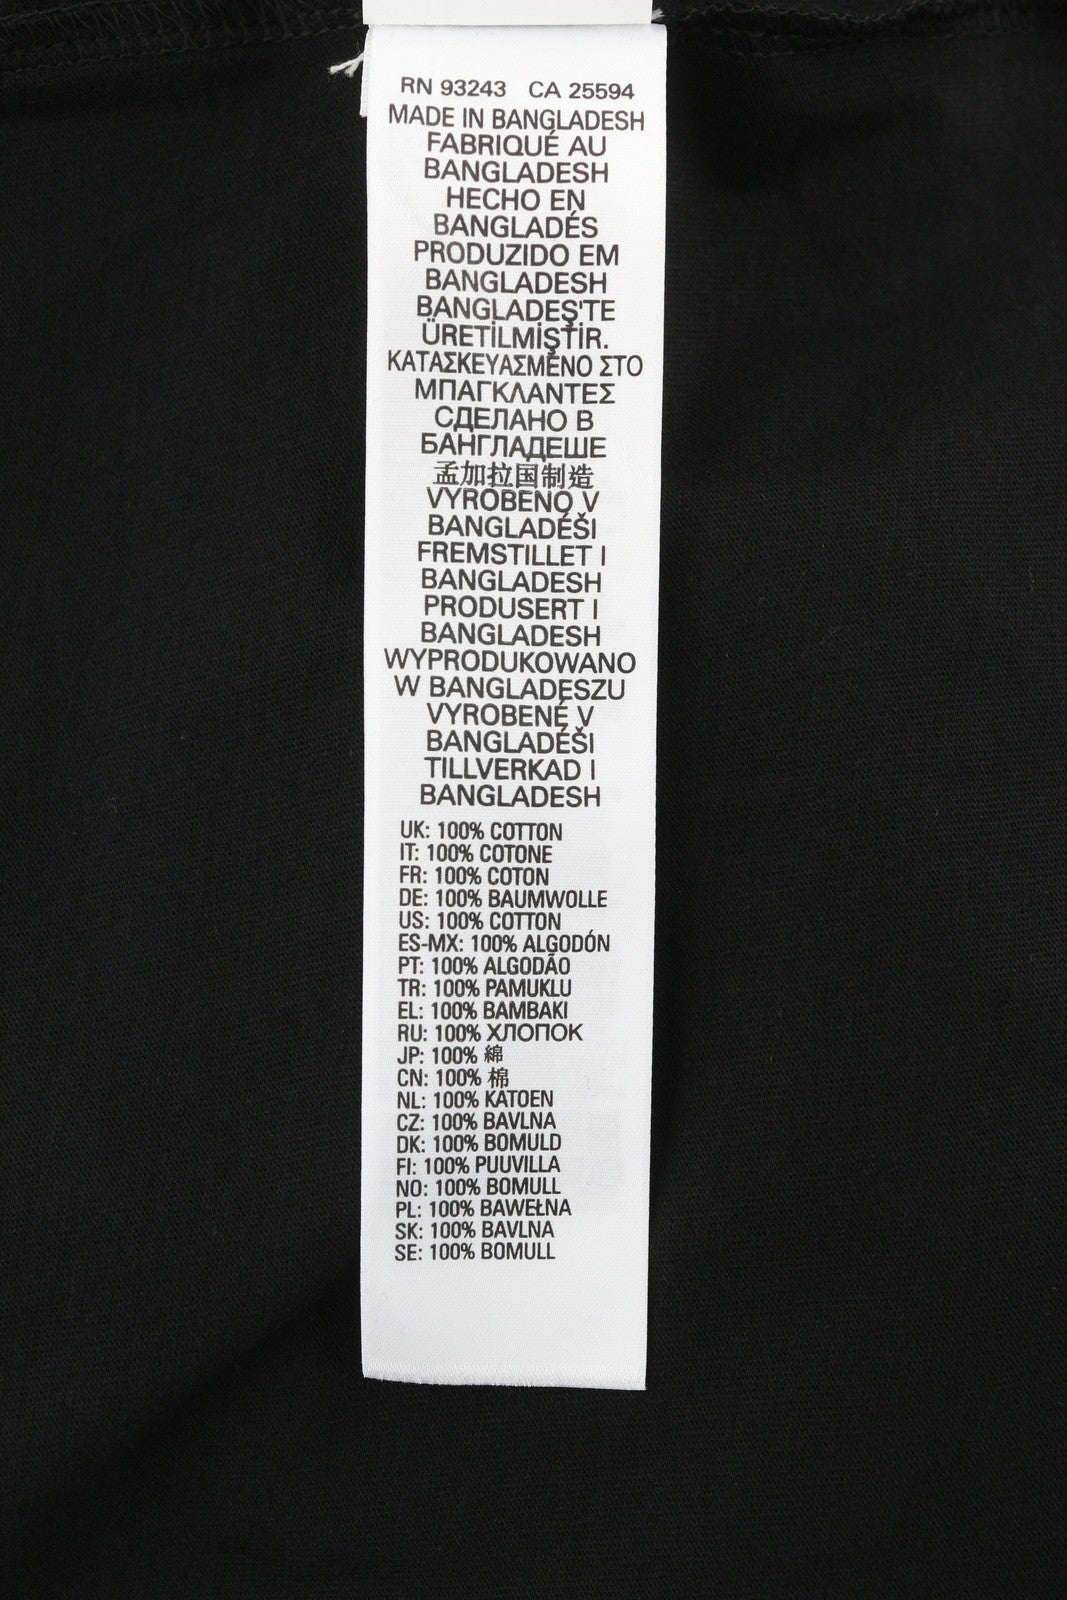 RN 93243 CA 25594
MADE IN BANGLADESH
FABRIQUÉ AU
BANGLADESH
HECHO EN
BANGLADÉS
PRODUZIDO EM
BANGLADESH
BANGLADEŞ'TE
ÜRETİLMİŞTİR.
ΚΑΤΑΣΚΕΥΑΣΜΕΝΟ ΣΤΟ
ΜΠΑΓΚΛΑΝΤΕΣ
СДЕЛАНО В
БАНГЛАДЕШЕ
孟加拉国制造
VYROBENO V
BANGLADÉŠI
FREMSTILLET I
BANGLADESH
PRODUSERT I
BANGLADESH
WYPRODUKOWANO
W BANGLADESZU
VYROBENÉ V
BANGLADÉŠI
TILLVERKAD I
BANGLADESH
UK: 100% COTTON
IT: 100% COTONE
FR: 100% COTON
DE: 100% BAUMWOLLE
US: 100% COTTON
ES-MX: 100% ALGODÓN
PT: 100% ALGODÃO
TR: 100% PAMUKLU
EL: 100% ΒΑΜΒΑΚΙ
RU: 100% ХЛОПОК
JP: 100% 綿
CN: 100% 棉
NL: 100% KATOEN
CZ: 100% BAVLNA
DK: 100% BOMULD
FI: 100% PUUVILLA
NO: 100% BOMULL
PL: 100% BAWEŁNA
SK: 100% BAVLNA
SE: 100% BOMULL